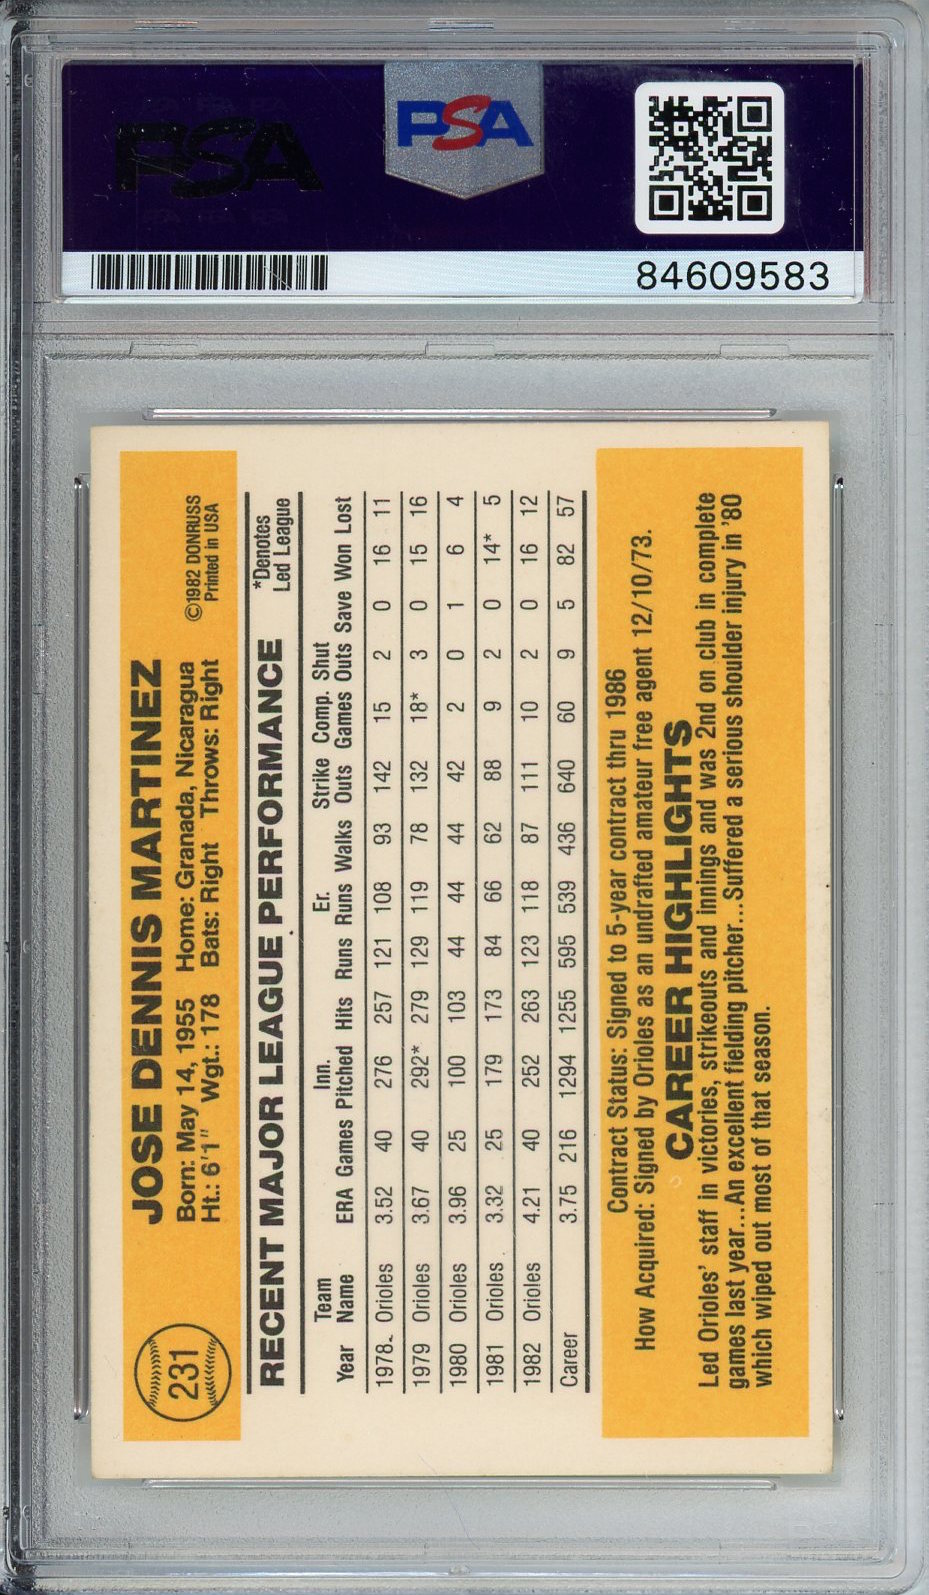 PSA
PSA
84609583
231
JOSE DENNIS MARTINEZ
©1982 DONRUSS
Born: May 14, 1955 Home: Granada, Nicaragua
Printed in USA
Ht.: 6'1" Wgt.: 178 Bats: Right Throws: Right
RECENT MAJOR LEAGUE PERFORMANCE
*Denotes
Led League
Team Inn. Er. Strike Comp. Shut
Year Name ERA Games Pitched Hits Runs Runs Walks Outs Games Outs Save Won Lost
1978 Orioles 3.52 40 276 257 121 108 93 142 15 2 0 16 11
1979 Orioles 3.67 40 292* 279 129 119 78 132 18* 3 0 15 16
1980 Orioles 3.96 25 100 103 44 44 44 42 2 0 1 6 4
1981 Orioles 3.32 25 179 173 84 66 62 88 9 2 0 14* 5
1982 Orioles 4.21 40 252 263 123 118 87 111 10 2 0 16 12
Career 3.75 216 1294 1255 595 539 436 640 60 9 5 82 57
Contract Status: Signed to 5-year contract thru 1986
How Acquired: Signed by Orioles as an undrafted amateur free agent 12/10/73.
CAREER HIGHLIGHTS
Led Orioles' staff in victories, strikeouts and innings and was 2nd on club in complete
games last year...An excellent fielding pitcher...Suffered a serious shoulder injury in '80
which wiped out most of that season.